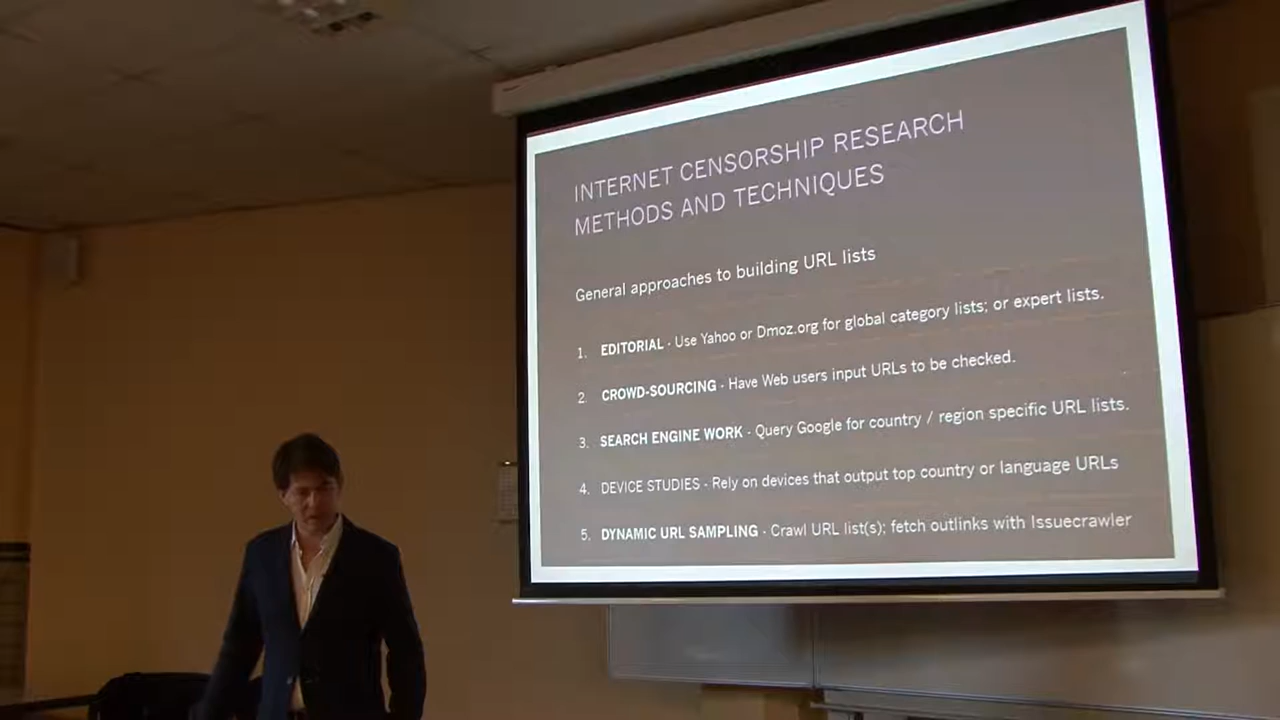 INTERNET CENSORSHIP RESEARCH
METHODS AND TECHNIQUES
General approaches to building URL lists
1. EDITORIAL - Use Yahoo or Dmoz.org for global category lists; or expert lists.
2. CROWD-SOURCING - Have Web users input URLs to be checked.
3. SEARCH ENGINE WORK - Query Google for country / region specific URL lists.
4. DEVICE STUDIES - Rely on devices that output top country or language URLs
5. DYNAMIC URL SAMPLING - Crawl URL list(s); fetch outlinks with Issuecrawler